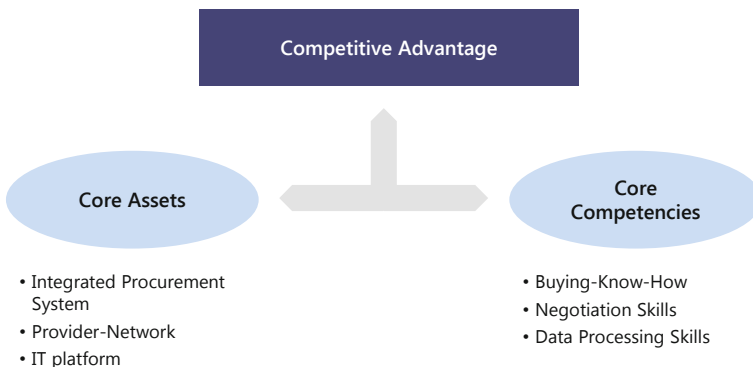 Competitive Advantage
Core Assets
Core
Competencies
• Integrated Procurement
System
• Provider-Network
• IT platform
• Buying-Know-How
• Negotiation Skills
• Data Processing Skills